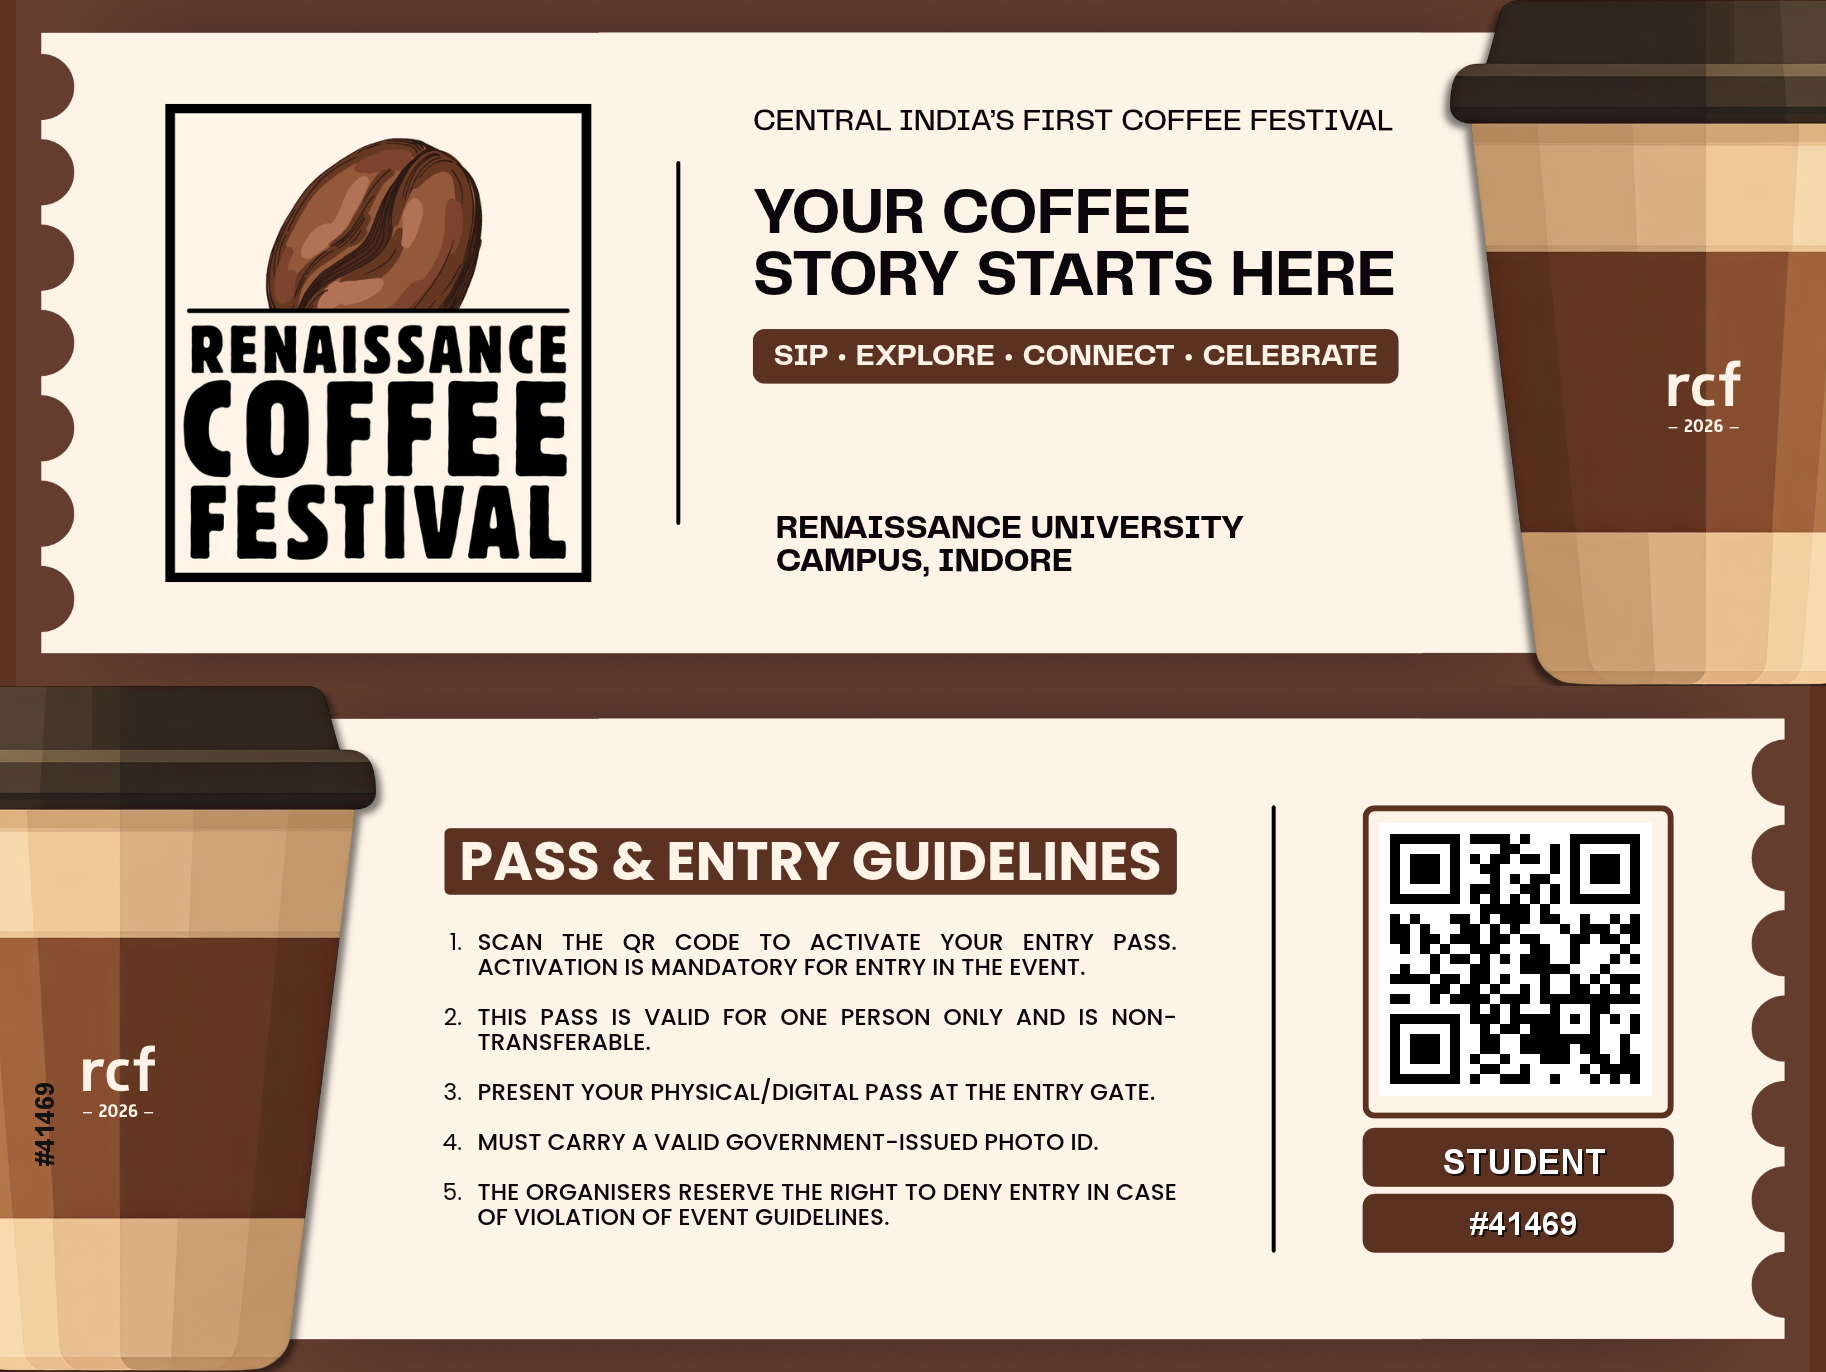 CENTRAL INDIA'S FIRST COFFEE FESTIVAL
YOUR COFFEE
STORY STARTS HERE
SIP • EXPLORE • CONNECT • CELEBRATE
RENAISSANCE
COFFEE
FESTIVAL
RENAISSANCE UNIVERSITY
CAMPUS, INDORE
rcf
– 2026 –
PASS & ENTRY GUIDELINES
1. SCAN THE QR CODE TO ACTIVATE YOUR ENTRY PASS.
ACTIVATION IS MANDATORY FOR ENTRY IN THE EVENT.
2. THIS PASS IS VALID FOR ONE PERSON ONLY AND IS NON-
TRANSFERABLE.
3. PRESENT YOUR PHYSICAL/DIGITAL PASS AT THE ENTRY GATE.
4. MUST CARRY A VALID GOVERNMENT-ISSUED PHOTO ID.
5. THE ORGANISERS RESERVE THE RIGHT TO DENY ENTRY IN CASE
OF VIOLATION OF EVENT GUIDELINES.
rcf
– 2026 –
#41469
STUDENT
#41469